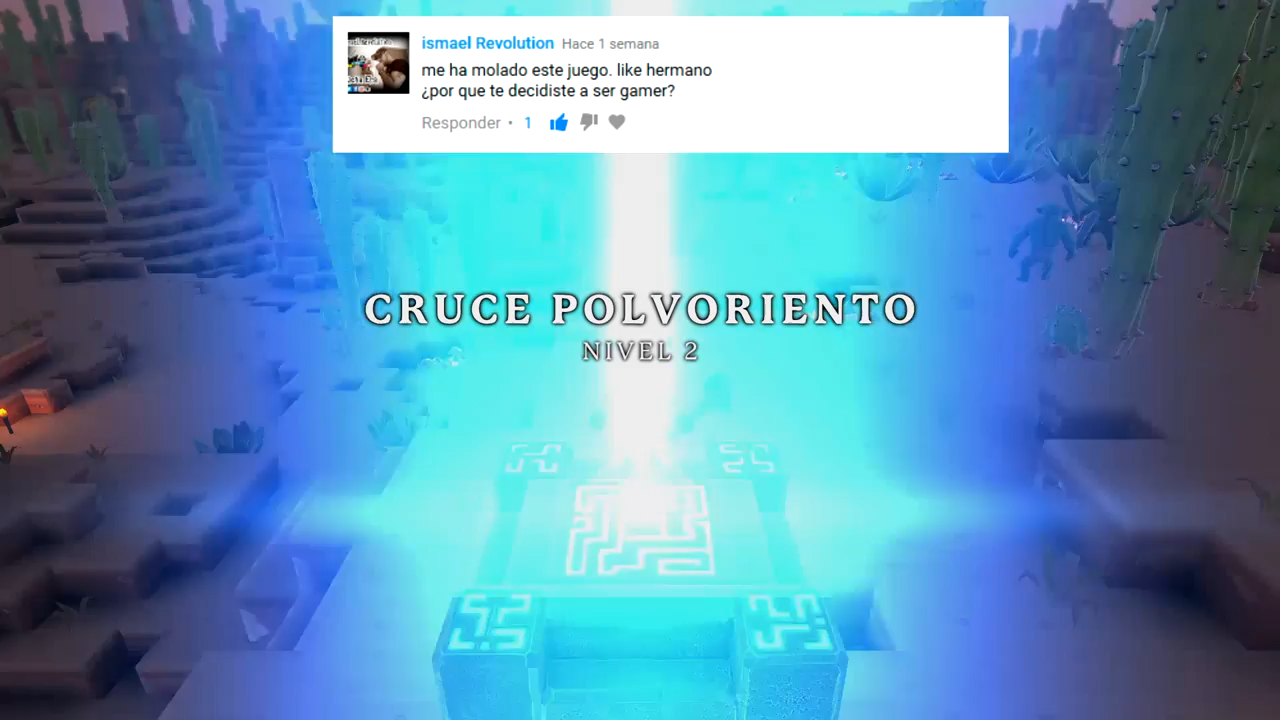 ismael Revolution Hace 1 semana
me ha molado este juego. like hermano
¿por que te decidiste a ser gamer?
Responder • 1
CRUCE POLVORIENTO
NIVEL 2